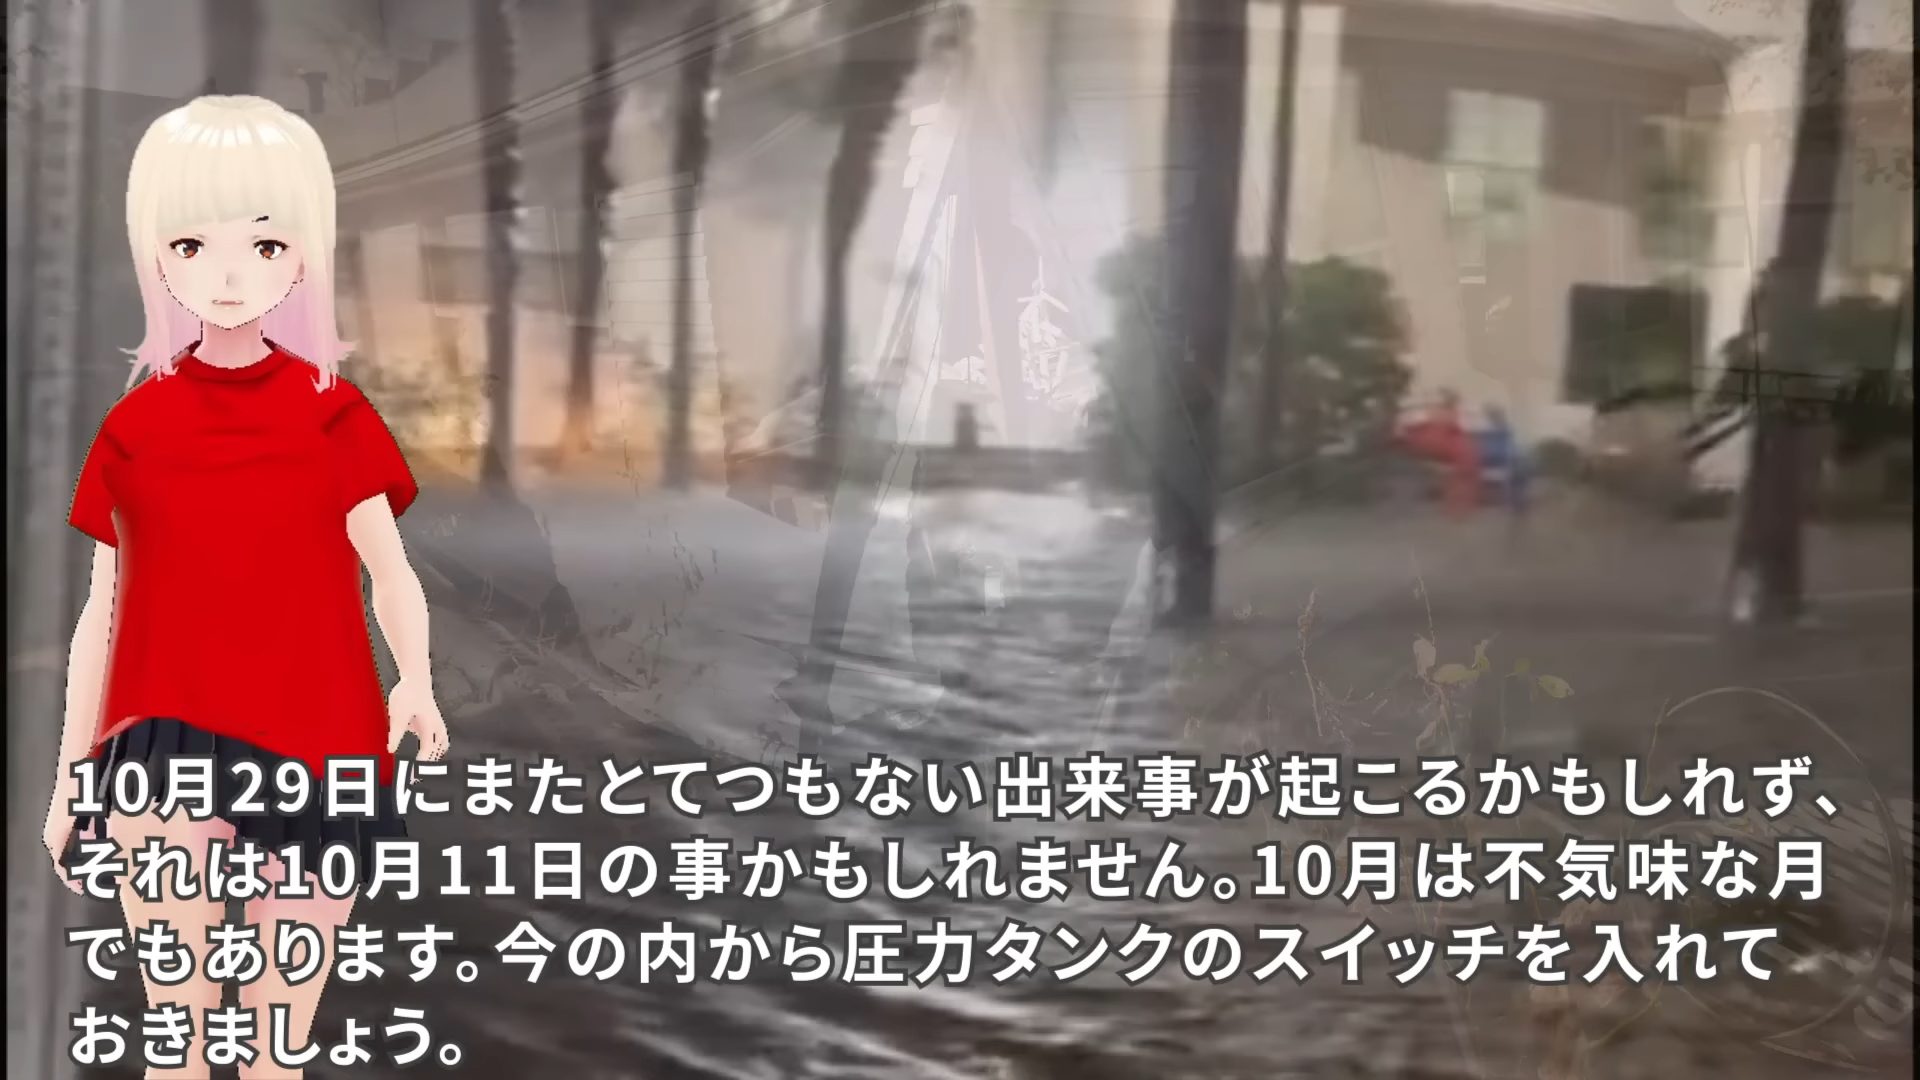 10月29日にまたとてつもない出来事が起こるかもしれず、
それは10月11日の事かもしれません。10月は不気味な月
でもあります。今の内から圧力タンクのスイッチを入れて
おきましょう。